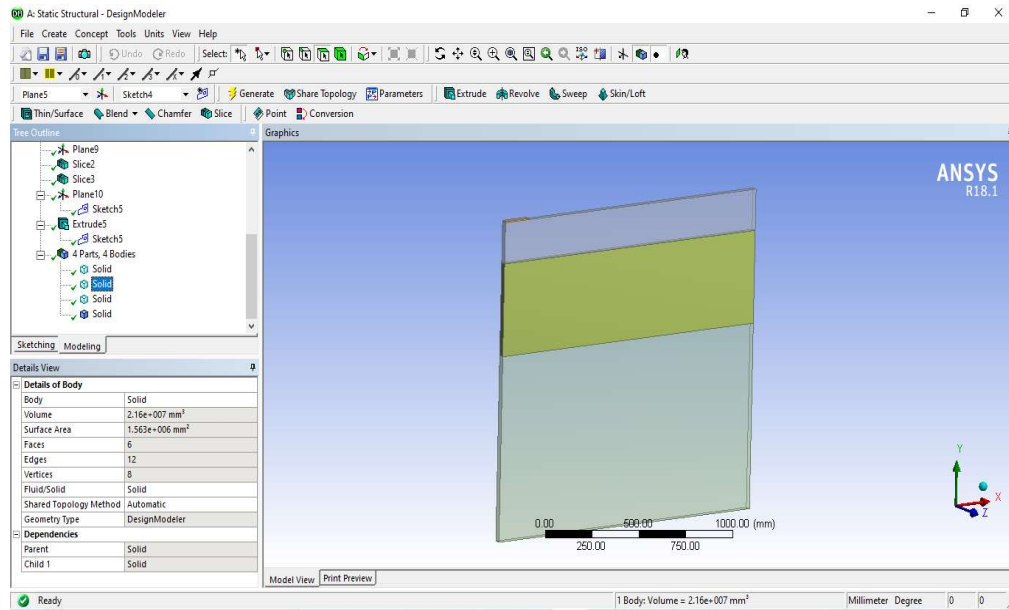 A: Static Structural - DesignModeler
File Create Concept Tools Units View Help
Undo Redo Select:
Plane5 Sketch4 Generate Share Topology Parameters Extrude Revolve Sweep Skin/Loft
Thin/Surface Blend Chamfer Slice Point Conversion
Tree Outline
Plane9
Slice2
Slice3
Plane10
Sketch5
Extrude5
Sketch5
4 Parts, 4 Bodies
Solid
Solid
Solid
Solid
Sketching Modeling
Details View
Details of Body
Body Solid
Volume 2.16e+007 mm³
Surface Area 1.563e+006 mm²
Faces 6
Edges 12
Vertices 8
Fluid/Solid Solid
Shared Topology Method Automatic
Geometry Type DesignModeler
Dependencies
Parent Solid
Child 1 Solid
Graphics
ANSYS
R18.1
Y
X
Z
0.00 500.00 1000.00 (mm)
250.00 750.00
Model View Print Preview
Ready 1 Body: Volume = 2.16e+007 mm³ Millimeter Degree 0 0